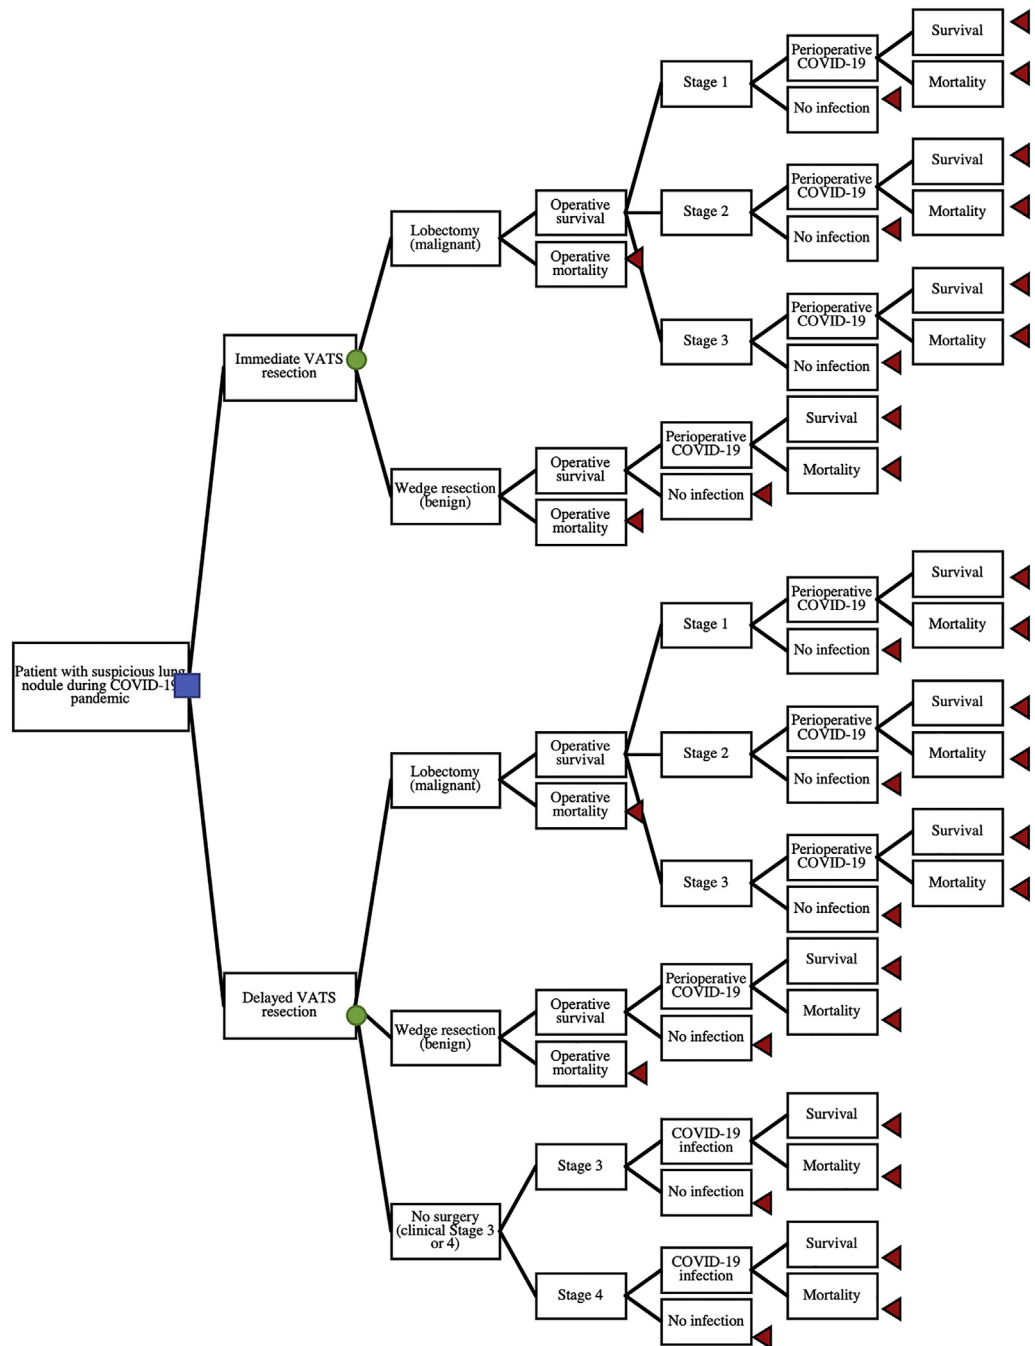 Patient with suspicious lung
nodule during COVID-19
pandemic
Immediate VATS
resection
Lobectomy
(malignant)
Operative
survival
Stage 1
Perioperative
COVID-19
Survival
Mortality
No infection
Stage 2
Perioperative
COVID-19
Survival
Mortality
No infection
Stage 3
Perioperative
COVID-19
Survival
Mortality
No infection
Operative
mortality
Wedge resection
(benign)
Operative
survival
Perioperative
COVID-19
Survival
Mortality
No infection
Operative
mortality
Delayed VATS
resection
Lobectomy
(malignant)
Operative
survival
Stage 1
Perioperative
COVID-19
Survival
Mortality
No infection
Stage 2
Perioperative
COVID-19
Survival
Mortality
No infection
Stage 3
Perioperative
COVID-19
Survival
Mortality
No infection
Operative
mortality
Wedge resection
(benign)
Operative
survival
Perioperative
COVID-19
Survival
Mortality
No infection
Operative
mortality
No surgery
(clinical Stage 3
or 4)
Stage 3
COVID-19
infection
Survival
Mortality
No infection
Stage 4
COVID-19
infection
Survival
Mortality
No infection